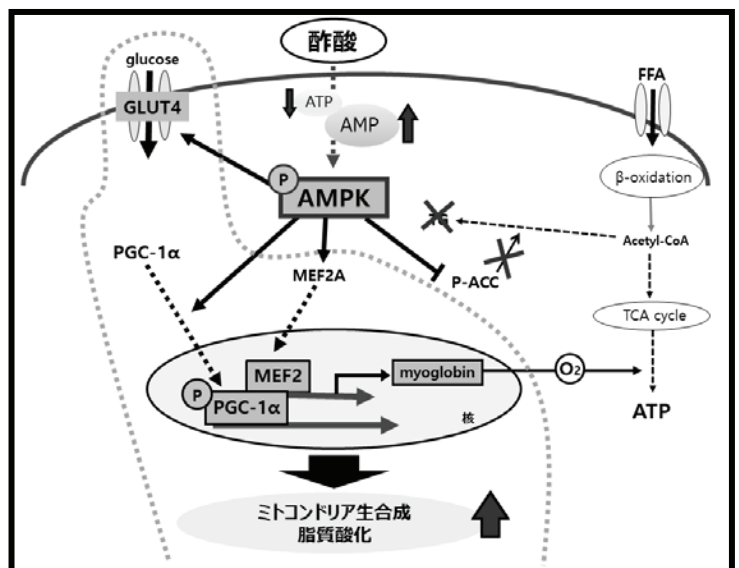 酢酸
glucose
FFA
GLUT4
ATP
AMP
β-oxidation
P
AMPK
TG
Acetyl-CoA
PGC-1α
MEF2A
P-ACC
TCA cycle
MEF2
myoglobin
O2
P
PGC-1α
核
ATP
ミトコンドリア生合成
脂質酸化